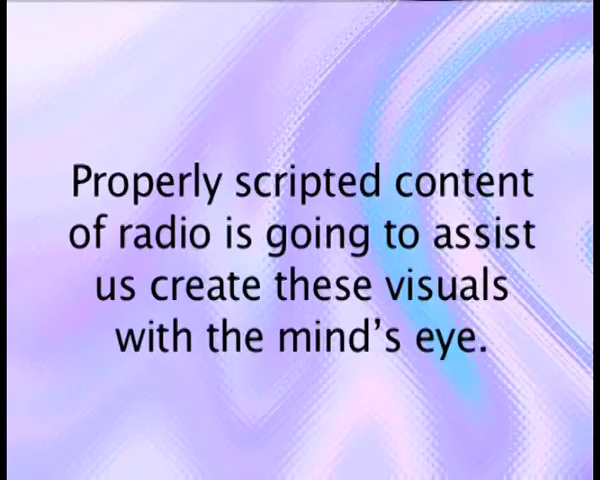 Properly scripted content
of radio is going to assist
us create these visuals
with the mind’s eye.